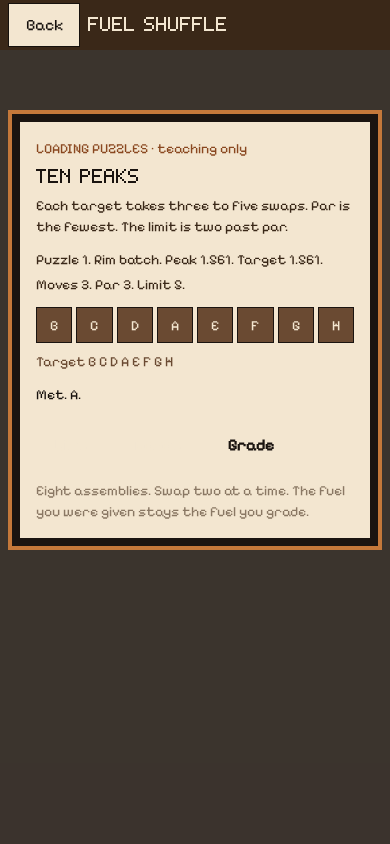 Back FUEL SHUFFLE
LOADING PUZZLES · teaching only
TEN PEAKS
Each target takes three to five swaps. Par is
the fewest. The limit is two past par.
Puzzle 1. Rim batch. Peak 1.561. Target 1.561.
Moves 3. Par 3. Limit 5.
B C D A E F G H
Target B C D A E F G H
Met. A.
Grade
Eight assemblies. Swap two at a time. The fuel
you were given stays the fuel you grade.